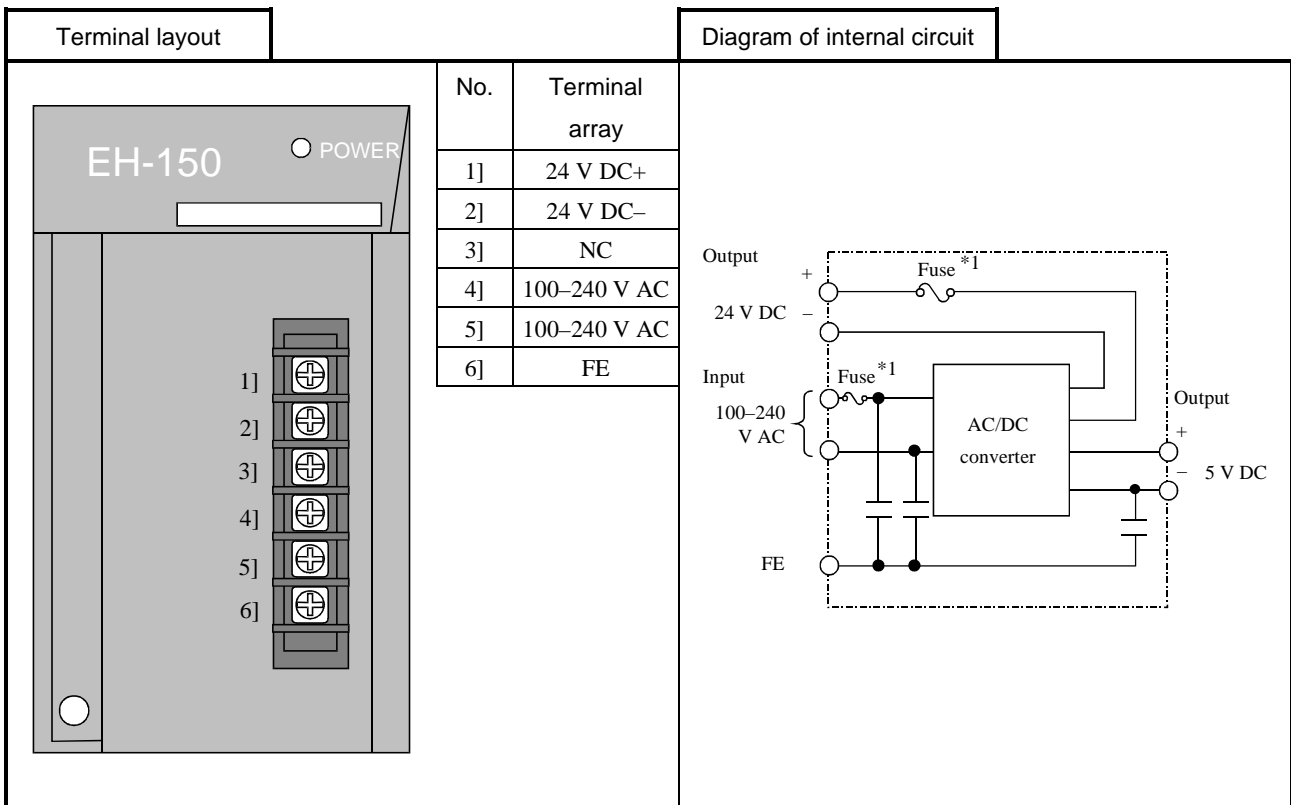 Terminal layout
Diagram of internal circuit
EH-150
POWER
1]
2]
3]
4]
5]
6]
No. Terminal array
1] 24 V DC+
2] 24 V DC–
3] NC
4] 100–240 V AC
5] 100–240 V AC
6] FE
Output
+
24 V DC
–
Fuse *1
Input
Fuse *1
100–240
V AC
AC/DC
converter
Output
+
– 5 V DC
FE